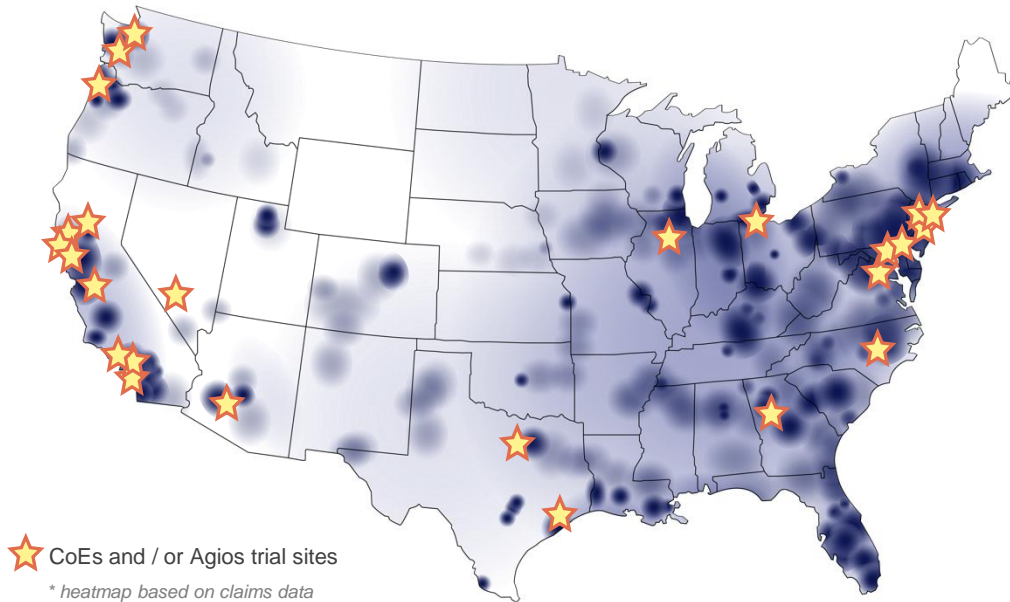 CoEs and / or Agios trial sites
* heatmap based on claims data